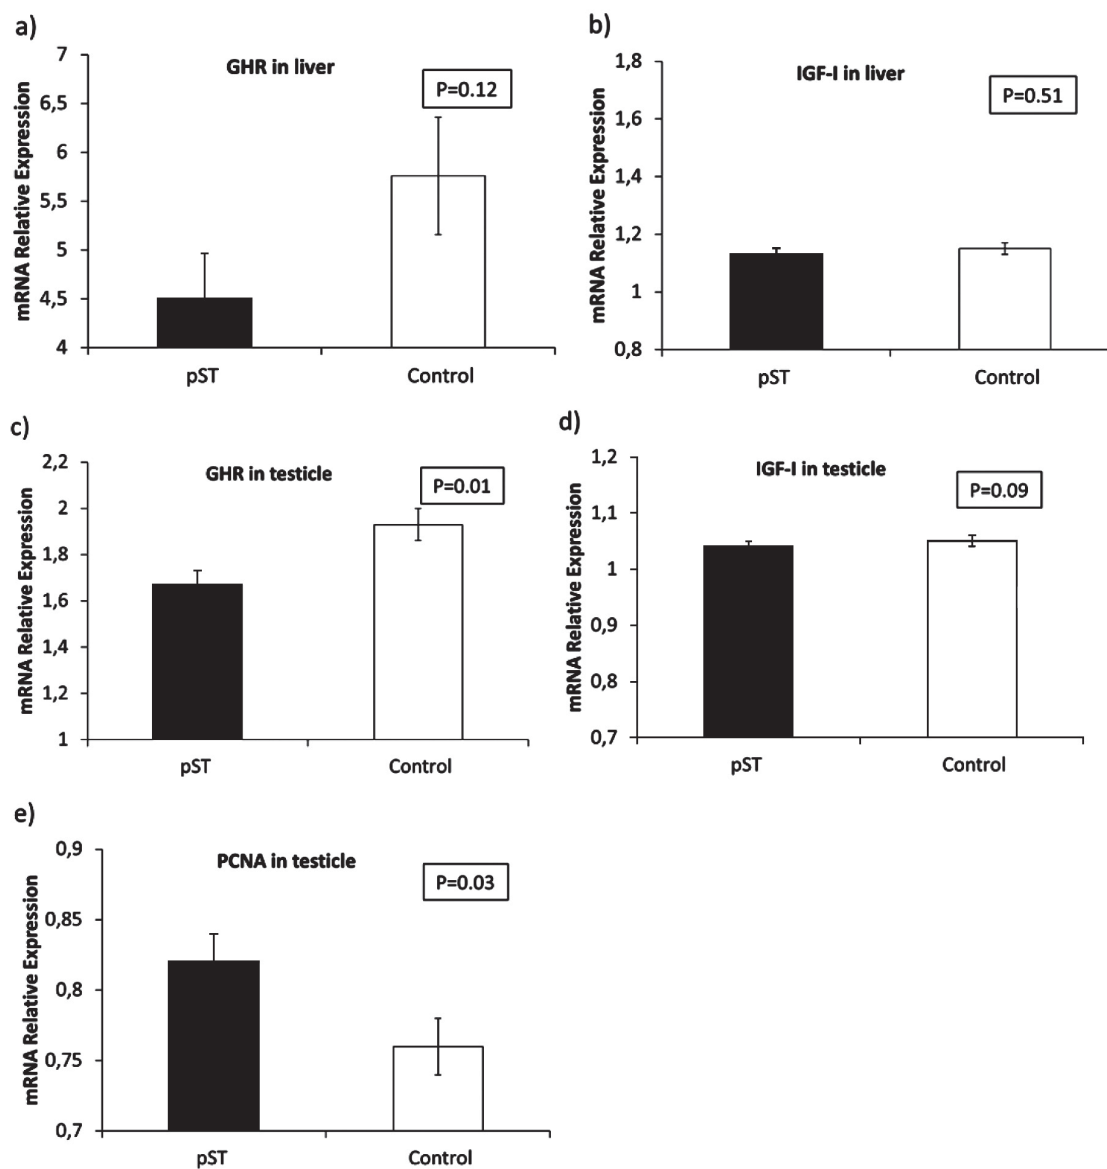 a)
GHR in liver
P=0.12
mRNA Relative Expression
7
6,5
6
5,5
5
4,5
4
pST
Control
b)
IGF-I in liver
P=0.51
mRNA Relative Expression
1,8
1,6
1,4
1,2
1
0,8
pST
Control
c)
GHR in testicle
P=0.01
mRNA Relative Expression
2,2
2
1,8
1,6
1,4
1,2
1
pST
Control
d)
IGF-I in testicle
P=0.09
mRNA Relative Expression
1,2
1,1
1
0,9
0,8
0,7
pST
Control
e)
PCNA in testicle
P=0.03
mRNA Relative Expression
0,9
0,85
0,8
0,75
0,7
pST
Control